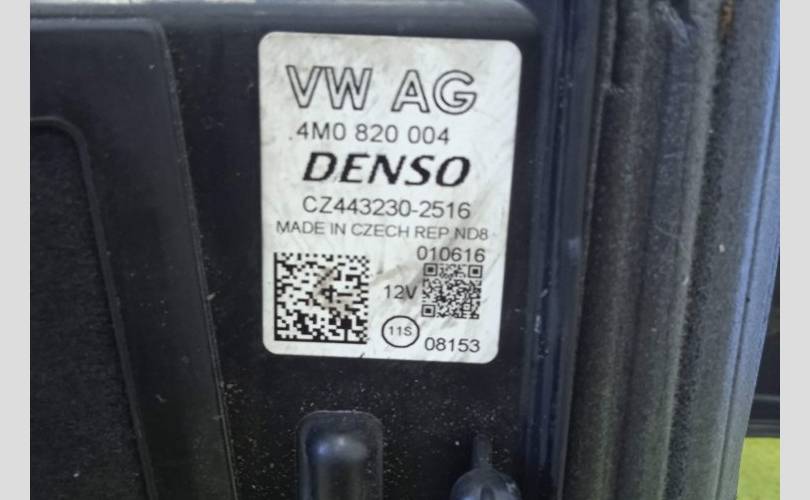 VW AG
4M0 820 004
DENSO
CZ443230-2516
MADE IN CZECH REP ND8
010616
12V
11S
08153